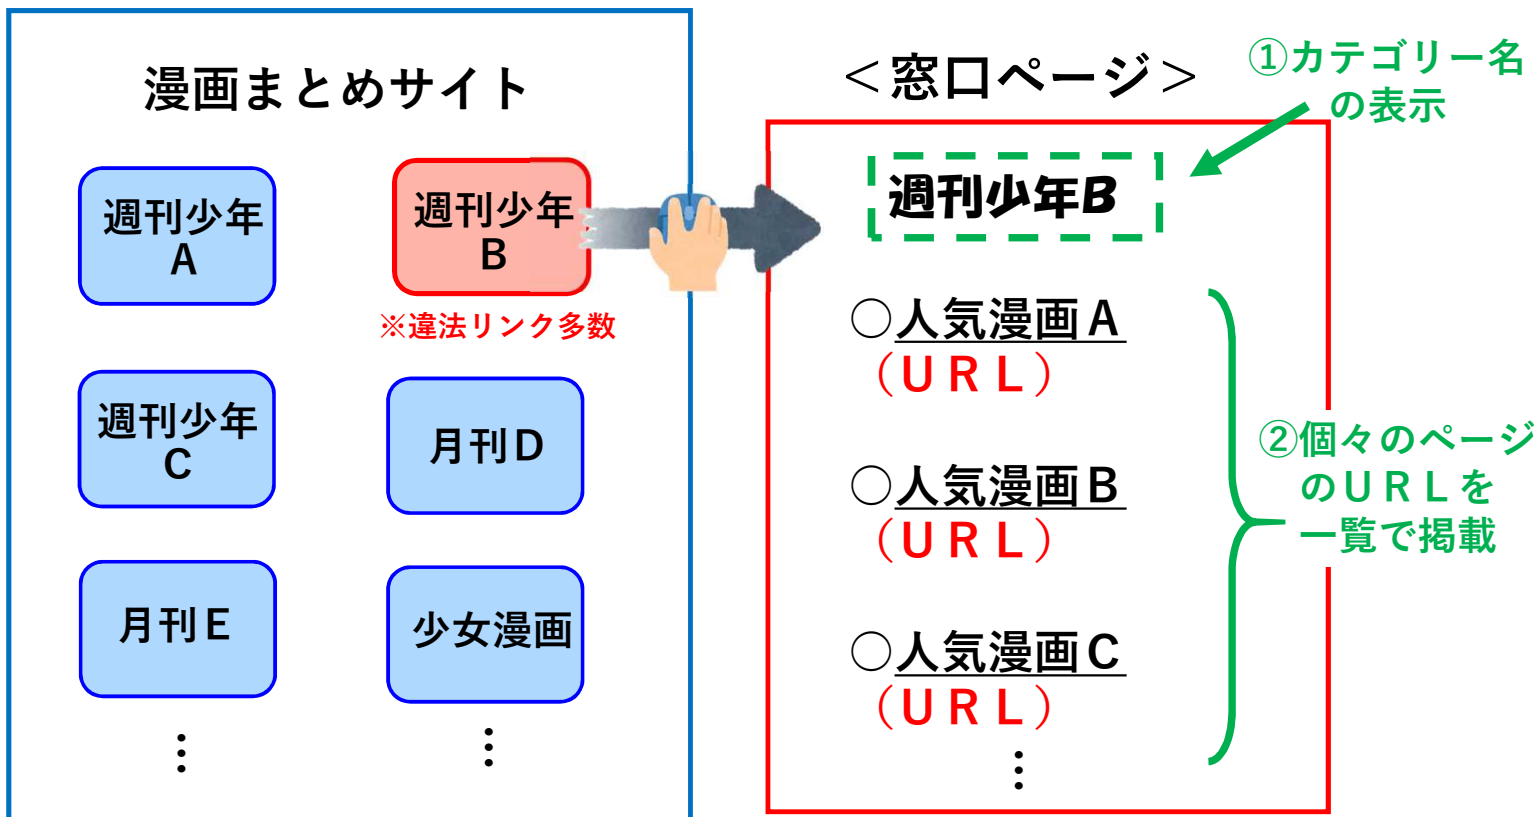 漫画まとめサイト
週刊少年
A
週刊少年
B
※違法リンク多数
週刊少年
C
月刊D
月刊E
少女漫画
⋮
⋮
＜窓口ページ＞
週刊少年B
○人気漫画A
（ＵＲＬ）
○人気漫画B
（ＵＲＬ）
○人気漫画C
（ＵＲＬ）
⋮
①カテゴリー名
の表示
②個々のページ
のＵＲＬを
一覧で掲載